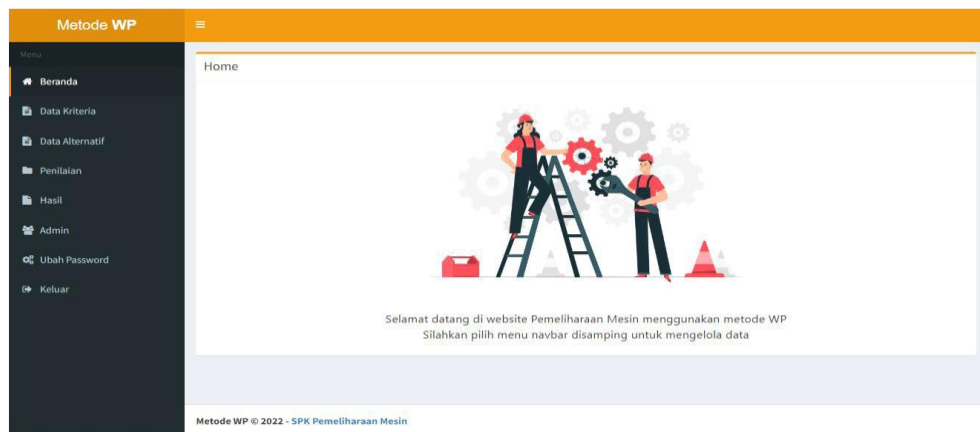 Metode WP
Menu
Beranda
Data Kriteria
Data Alternatif
Penilaian
Hasil
Admin
Ubah Password
Keluar
Home
Selamat datang di website Pemeliharaan Mesin menggunakan metode WP
Silahkan pilih menu navbar disamping untuk mengelola data
Metode WP © 2022 - SPK Pemeliharaan Mesin